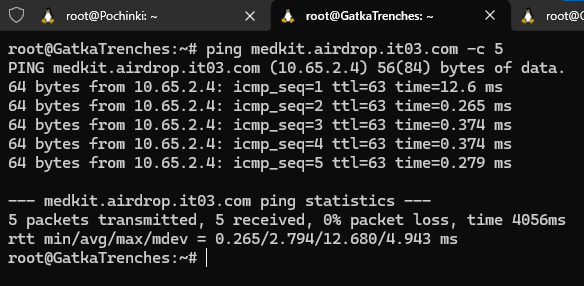 root@Pochinki: ~
root@GatkaTrenches: ~
root@Ga
root@GatkaTrenches:~# ping medkit.airdrop.it03.com -c 5
PING medkit.airdrop.it03.com (10.65.2.4) 56(84) bytes of data.
64 bytes from 10.65.2.4: icmp_seq=1 ttl=63 time=12.6 ms
64 bytes from 10.65.2.4: icmp_seq=2 ttl=63 time=0.265 ms
64 bytes from 10.65.2.4: icmp_seq=3 ttl=63 time=0.374 ms
64 bytes from 10.65.2.4: icmp_seq=4 ttl=63 time=0.374 ms
64 bytes from 10.65.2.4: icmp_seq=5 ttl=63 time=0.279 ms
--- medkit.airdrop.it03.com ping statistics ---
5 packets transmitted, 5 received, 0% packet loss, time 4056ms
rtt min/avg/max/mdev = 0.265/2.794/12.680/4.943 ms
root@GatkaTrenches:~#